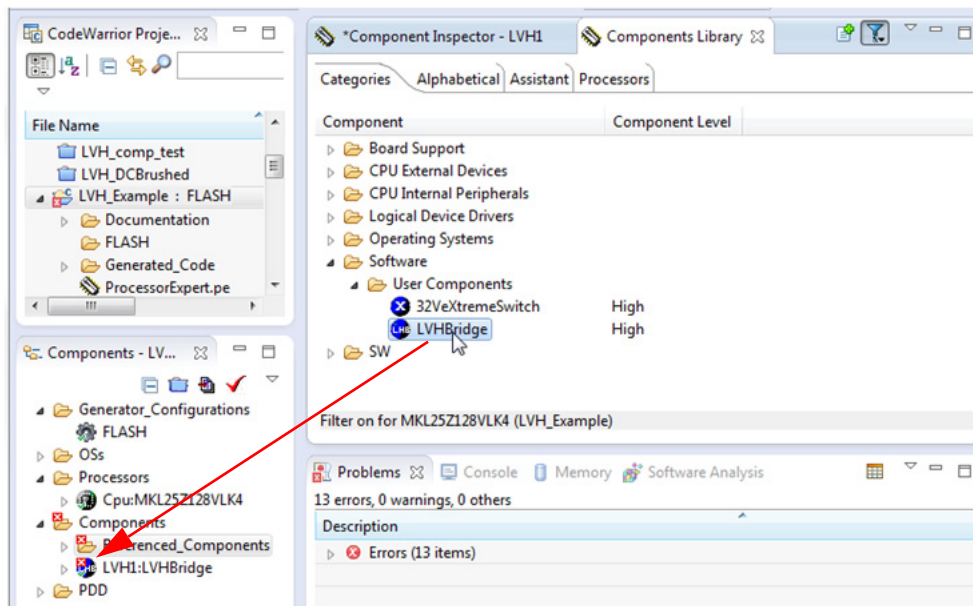 CodeWarrior Proje...
File Name
LVH_comp_test
LVH_DCBrushed
LVH_Example : FLASH
Documentation
FLASH
Generated_Code
ProcessorExpert.pe
*Component Inspector - LVH1
Components Library
Categories Alphabetical Assistant Processors
Component Component Level
Board Support
CPU External Devices
CPU Internal Peripherals
Logical Device Drivers
Operating Systems
Software
User Components
32VeXtremeSwitch High
LVHBridge High
SW
Filter on for MKL25Z128VLK4 (LVH_Example)
Components - LV...
Generator_Configurations
FLASH
OSs
Processors
Cpu:MKL25Z128VLK4
Components
Referenced_Components
LVH1:LVHBridge
PDD
Problems Console Memory Software Analysis
13 errors, 0 warnings, 0 others
Description
Errors (13 items)